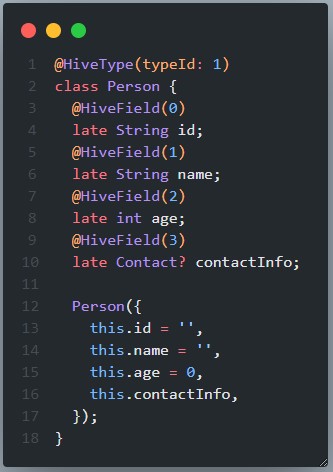 1 @HiveType(typeId: 1)
2 class Person {
3   @HiveField(0)
4   late String id;
5   @HiveField(1)
6   late String name;
7   @HiveField(2)
8   late int age;
9   @HiveField(3)
10   late Contact? contactInfo;
11
12   Person({
13     this.id = '',
14     this.name = '',
15     this.age = 0,
16     this.contactInfo,
17   });
18 }